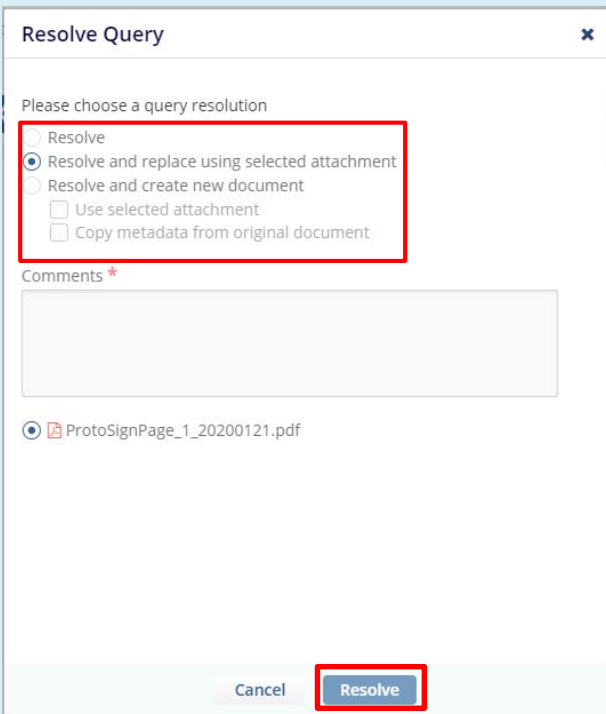 Resolve Query
Please choose a query resolution
Resolve
Resolve and replace using selected attachment
Resolve and create new document
Use selected attachment
Copy metadata from original document
Comments *
ProtoSignPage_1_20200121.pdf
Cancel Resolve